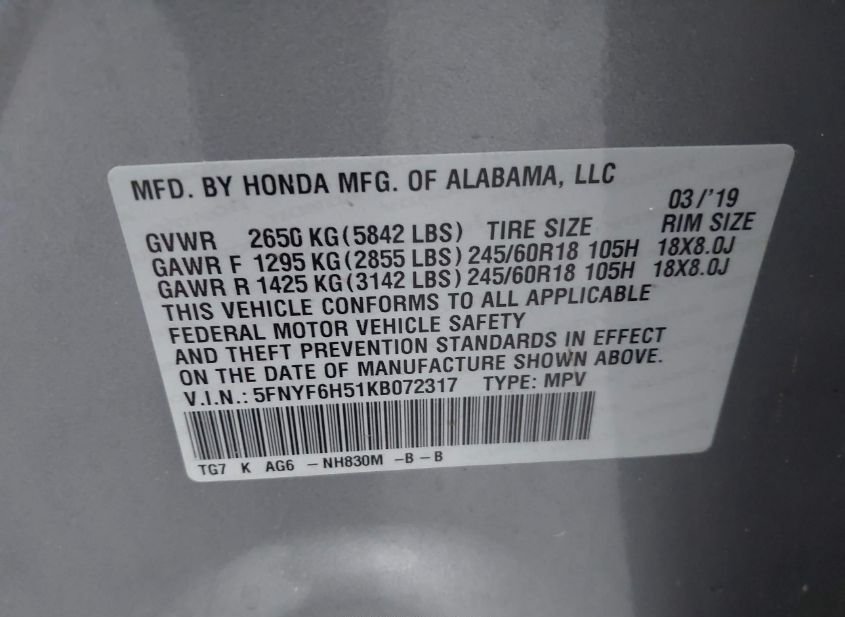 MFD. BY HONDA MFG. OF ALABAMA, LLC
03/'19
GVWR 2650 KG(5842 LBS) TIRE SIZE RIM SIZE
GAWR F 1295 KG(2855 LBS) 245/60R18 105H 18X8.0J
GAWR R 1425 KG(3142 LBS) 245/60R18 105H 18X8.0J
THIS VEHICLE CONFORMS TO ALL APPLICABLE
FEDERAL MOTOR VEHICLE SAFETY
AND THEFT PREVENTION STANDARDS IN EFFECT
ON THE DATE OF MANUFACTURE SHOWN ABOVE.
V.I.N.: 5FNYF6H51KB072317 TYPE: MPV
TG7 K AG6 -NH830M -B-B